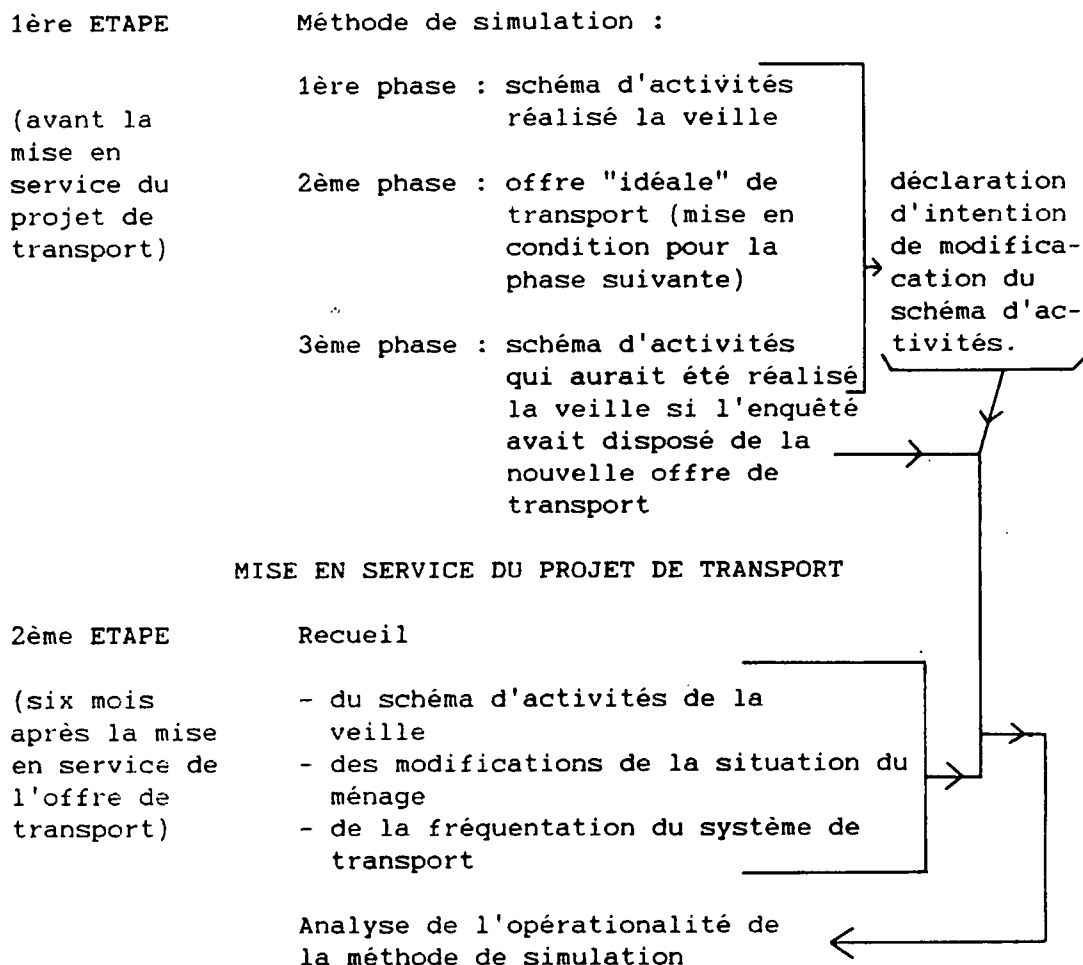 1ère ETAPE
Méthode de simulation :
(avant la
mise en
service du
projet de
transport)
1ère phase : schéma d'activités
réalisé la veille
2ème phase : offre "idéale" de
transport (mise en
condition pour la
phase suivante)
3ème phase : schéma d'activités
qui aurait été réalisé
la veille si l'enquêté
avait disposé de la
nouvelle offre de
transport
déclaration
d'intention
de modifica-
cation du
schéma d'ac-
tivités.
MISE EN SERVICE DU PROJET DE TRANSPORT
2ème ETAPE
Recueil
(six mois
après la mise
en service de
l'offre de
transport)
- du schéma d'activités de la
veille
- des modifications de la situation du
ménage
- de la fréquentation du système de
transport
Analyse de l'opérationalité de
la méthode de simulation